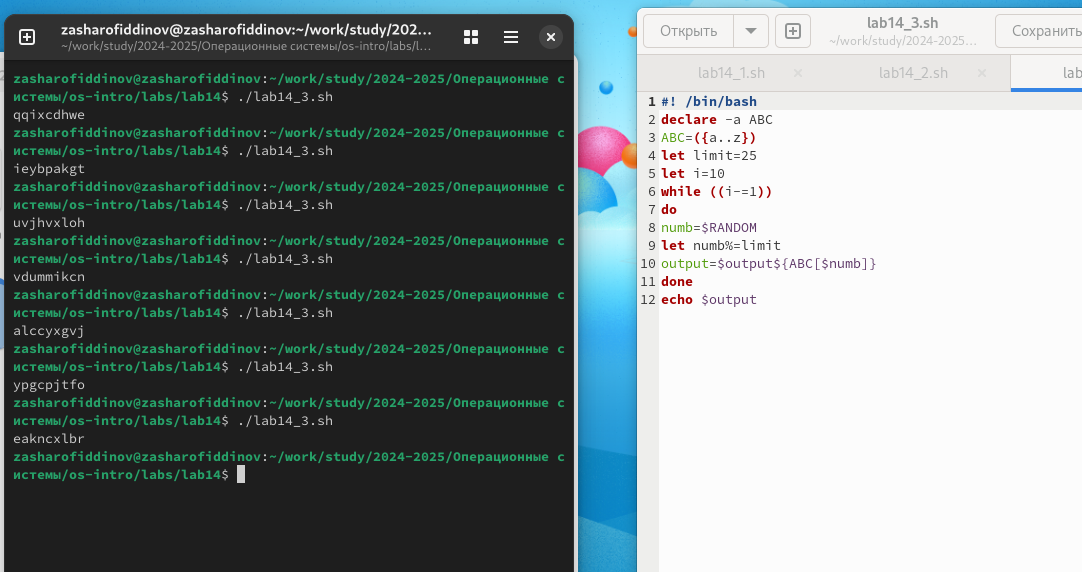 zasharofiddinov@zasharofiddinov:~/work/study/202...
~/work/study/2024-2025/Операционные системы/os-intro/labs/l...
zasharofiddinov@zasharofiddinov:~/work/study/2024-2025/Операционные с
истемы/os-intro/labs/lab14$ ./lab14_3.sh
qqixcdhwe
zasharofiddinov@zasharofiddinov:~/work/study/2024-2025/Операционные с
истемы/os-intro/labs/lab14$ ./lab14_3.sh
ieybpakgt
zasharofiddinov@zasharofiddinov:~/work/study/2024-2025/Операционные с
истемы/os-intro/labs/lab14$ ./lab14_3.sh
uvjhvxloh
zasharofiddinov@zasharofiddinov:~/work/study/2024-2025/Операционные с
истемы/os-intro/labs/lab14$ ./lab14_3.sh
vdummikcn
zasharofiddinov@zasharofiddinov:~/work/study/2024-2025/Операционные с
истемы/os-intro/labs/lab14$ ./lab14_3.sh
alccyxgvj
zasharofiddinov@zasharofiddinov:~/work/study/2024-2025/Операционные с
истемы/os-intro/labs/lab14$ ./lab14_3.sh
ypgcpjtfo
zasharofiddinov@zasharofiddinov:~/work/study/2024-2025/Операционные с
истемы/os-intro/labs/lab14$ ./lab14_3.sh
eakncxlbr
zasharofiddinov@zasharofiddinov:~/work/study/2024-2025/Операционные с
истемы/os-intro/labs/lab14$
Открыть
lab14_3.sh
~/work/study/2024-2025...
Сохранить
lab14_1.sh
lab14_2.sh
lab
1 #! /bin/bash
2 declare -a ABC
3 ABC=({a..z})
4 let limit=25
5 let i=10
6 while ((i-=1))
7 do
8 numb=$RANDOM
9 let numb%=limit
10 output=$output${ABC[$numb]}
11 done
12 echo $output